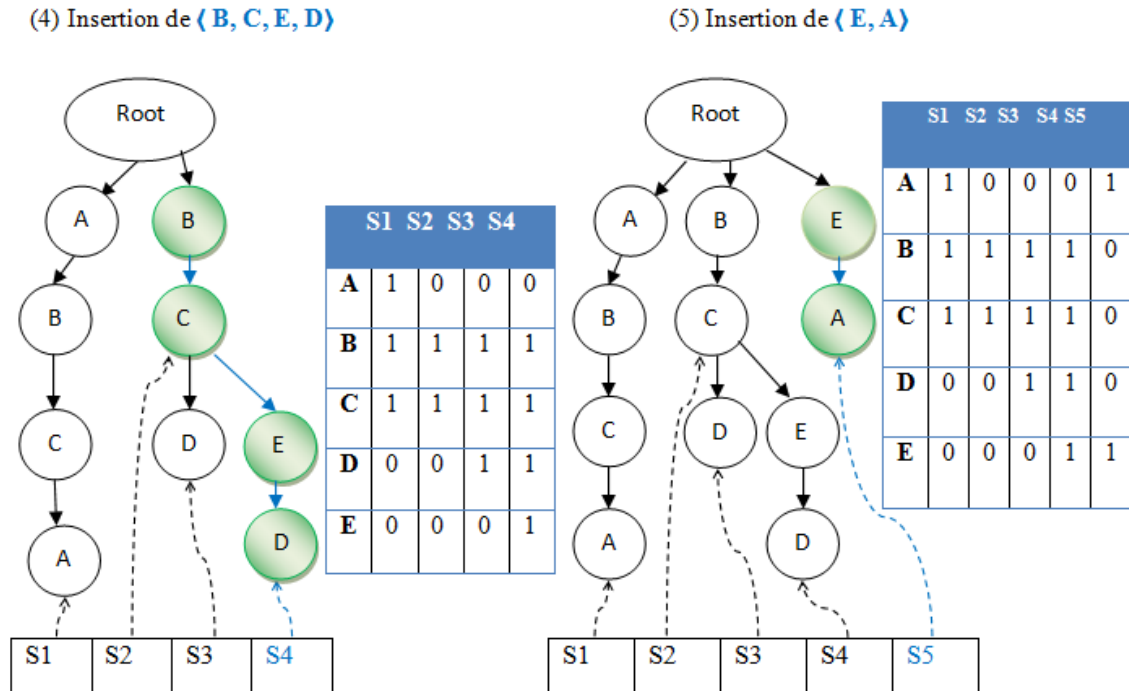 (4) Insertion de ⟨ B, C, E, D⟩
Root
A
B
B
C
C
D
E
A
D
S1 S2 S3 S4
A 1 0 0 0
B 1 1 1 1
C 1 1 1 1
D 0 0 1 1
E 0 0 0 1
S1 S2 S3 S4
(5) Insertion de ⟨ E, A⟩
Root
A
B
E
B
C
A
C
D
E
A
D
S1 S2 S3 S4 S5
A 1 0 0 0 1
B 1 1 1 1 0
C 1 1 1 1 0
D 0 0 1 1 0
E 0 0 0 1 1
S1 S2 S3 S4 S5